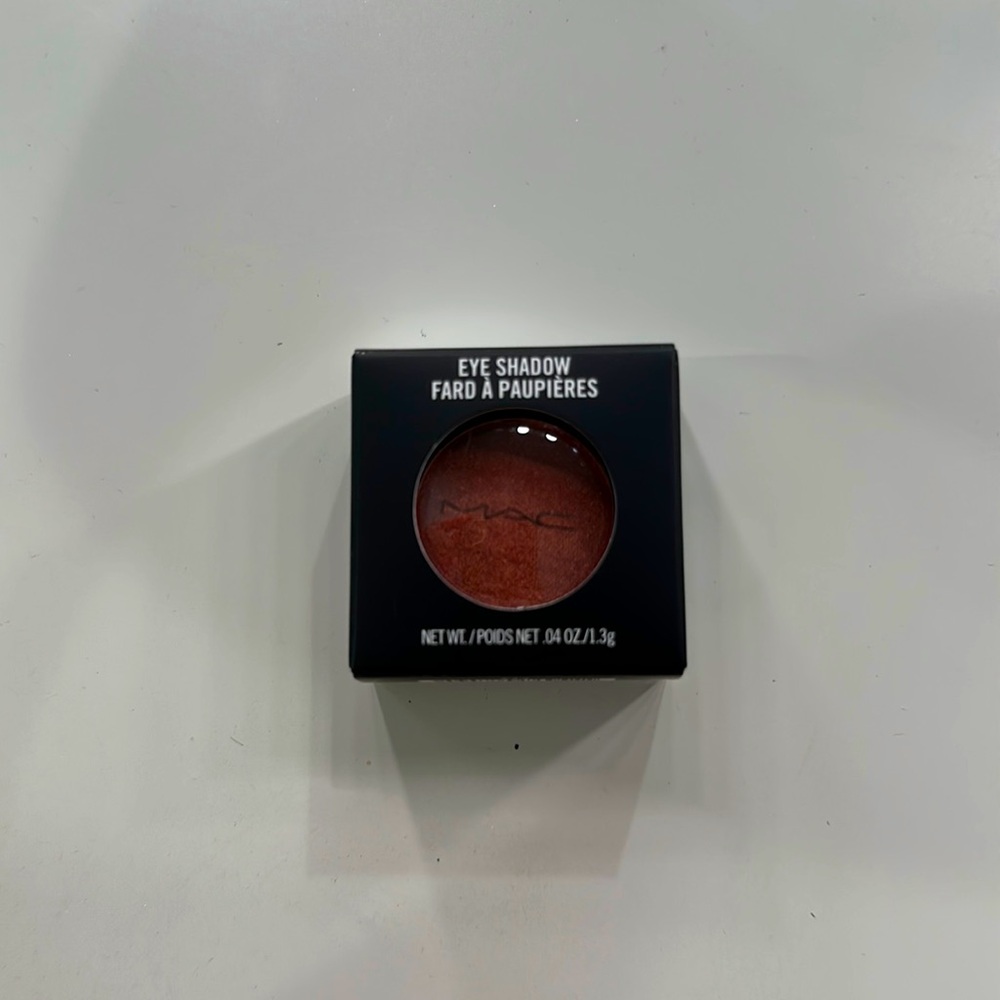 EYE SHADOW
FARD À PAUPIÈRES
MAC
NET WT. / POIDS NET .04 OZ./1.3g